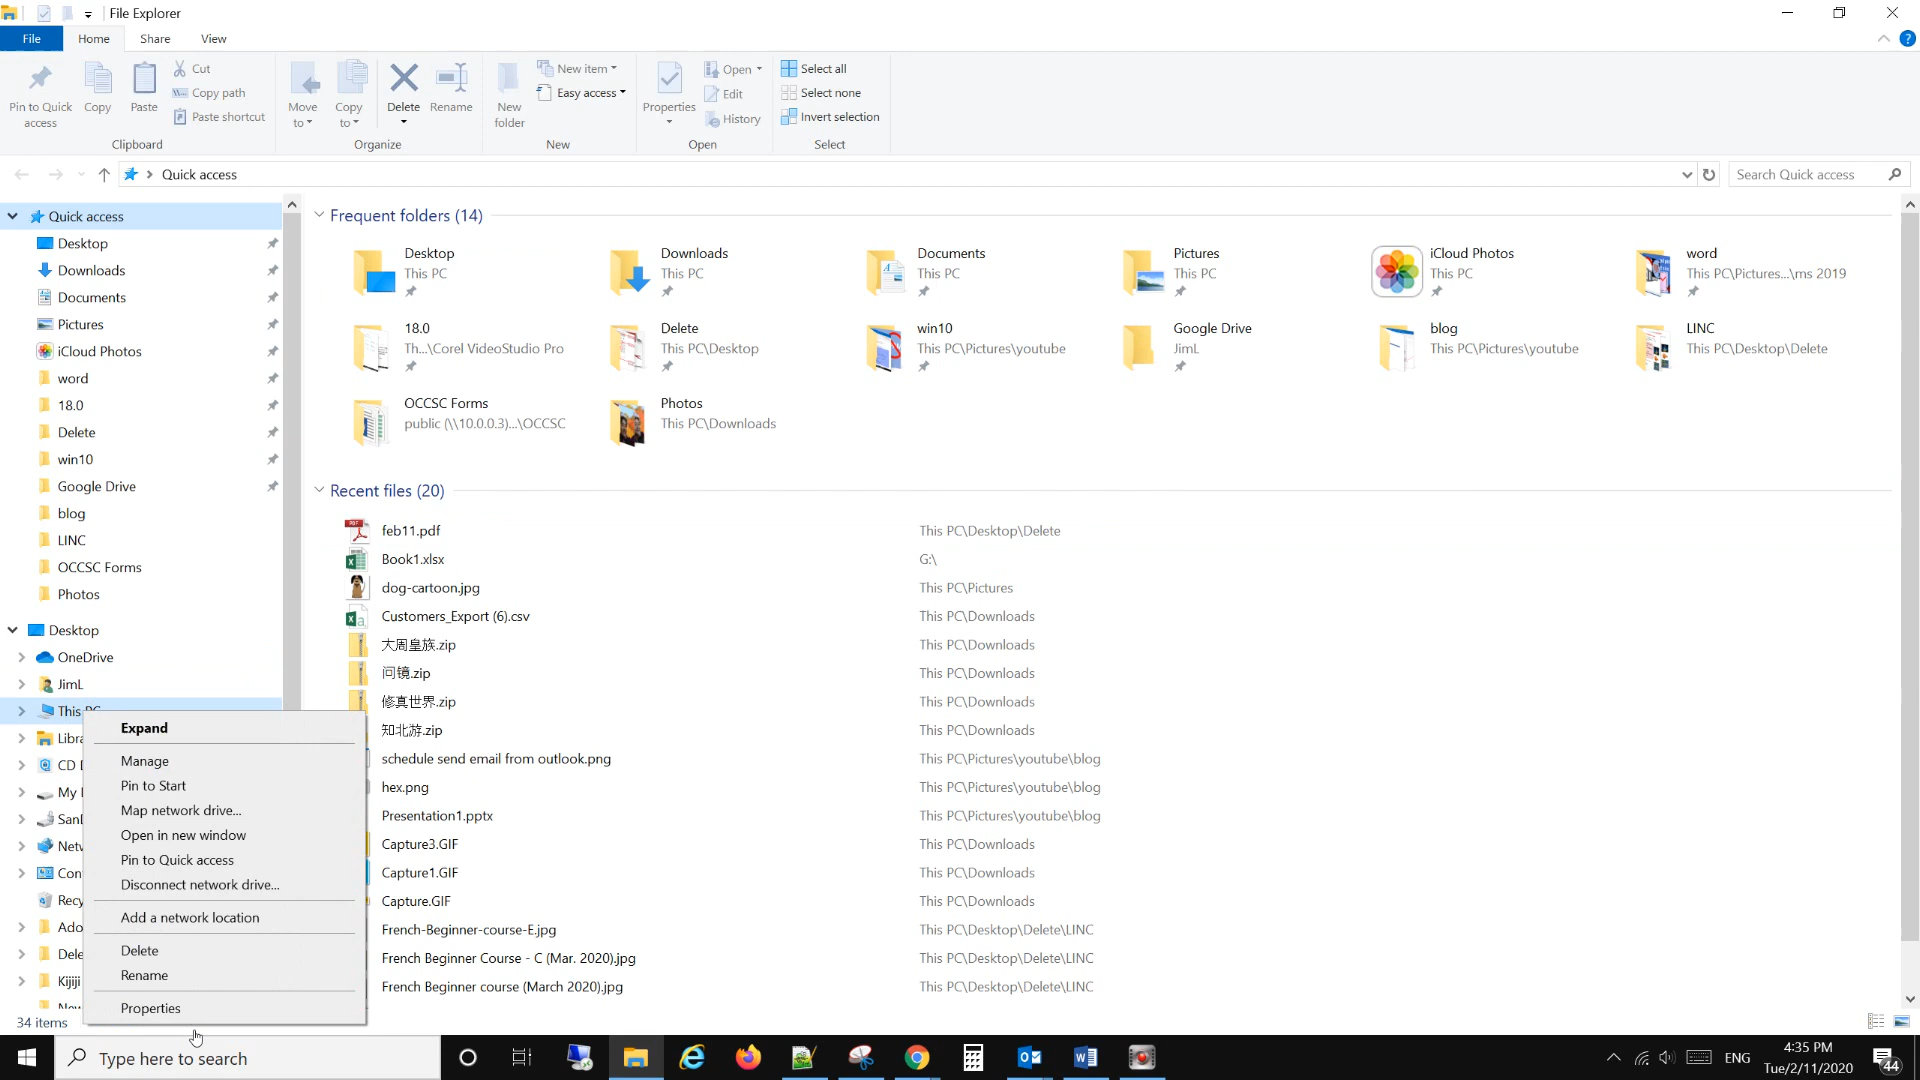 File Explorer
File
Home
Share
View
Pin to Quick
access
Copy
Paste
Cut
Copy path
Paste shortcut
Clipboard
Move
to
Copy
to
Delete
Rename
Organize
New
folder
New item
Easy access
New
Properties
Open
Edit
History
Open
Select all
Select none
Invert selection
Select
Quick access
Search Quick access
Quick access
Desktop
Downloads
Documents
Pictures
iCloud Photos
word
18.0
Delete
win10
Google Drive
blog
LINC
OCCSC Forms
Photos
Desktop
OneDrive
JimL
This PC
Libra
CD
My
SanI
Netw
Con
Recy
Ado
Dele
Kijiji
34 items
Expand
Manage
Pin to Start
Map network drive...
Open in new window
Pin to Quick access
Disconnect network drive...
Add a network location
Delete
Rename
Properties
Frequent folders (14)
Desktop
This PC
Downloads
This PC
Documents
This PC
Pictures
This PC
iCloud Photos
This PC
word
This PC\Pictures...\ms 2019
18.0
Th...\Corel VideoStudio Pro
Delete
This PC\Desktop
win10
This PC\Pictures\youtube
Google Drive
JimL
blog
This PC\Pictures\youtube
LINC
This PC\Desktop\Delete
OCCSC Forms
public (\\10.0.0.3)...\OCCSC
Photos
This PC\Downloads
Recent files (20)
feb11.pdf This PC\Desktop\Delete
Book1.xlsx G:\
dog-cartoon.jpg This PC\Pictures
Customers_Export (6).csv This PC\Downloads
大周皇族.zip This PC\Downloads
问镜.zip This PC\Downloads
修真世界.zip This PC\Downloads
知北游.zip This PC\Downloads
schedule send email from outlook.png This PC\Pictures\youtube\blog
hex.png This PC\Pictures\youtube\blog
Presentation1.pptx This PC\Pictures\youtube\blog
Capture3.GIF This PC\Downloads
Capture1.GIF This PC\Downloads
Capture.GIF This PC\Downloads
French-Beginner-course-E.jpg This PC\Desktop\Delete\LINC
French Beginner Course - C (Mar. 2020).jpg This PC\Desktop\Delete\LINC
French Beginner course (March 2020).jpg This PC\Desktop\Delete\LINC
Type here to search
ENG
4:35 PM
Tue/2/11/2020
44